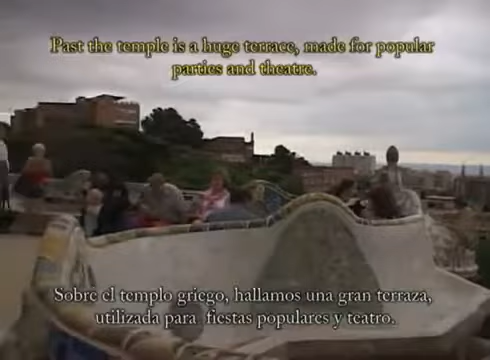 Past the temple is a huge terrace, made for popular
parties and theatre.
Sobre el templo griego, hallamos una gran terraza,
utilizada para fiestas populares y teatro.